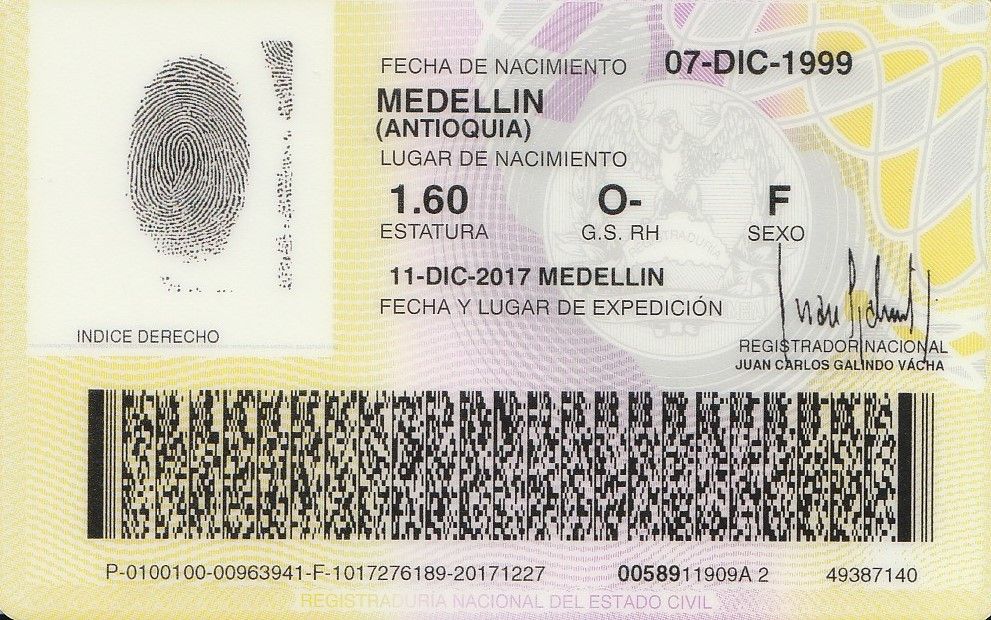 FECHA DE NACIMIENTO 07-DIC-1999
MEDELLIN
(ANTIOQUIA)
LUGAR DE NACIMIENTO
1.60 O- F
ESTATURA G.S. RH SEXO
11-DIC-2017 MEDELLIN
FECHA Y LUGAR DE EXPEDICIÓN
INDICE DERECHO
REGISTRADOR NACIONAL
JUAN CARLOS GALINDO VÁCHA
P-0100100-00963941-F-1017276189-20171227 0058911909A 2 49387140
REGISTRADURIA NACIONAL DEL ESTADO CIVIL